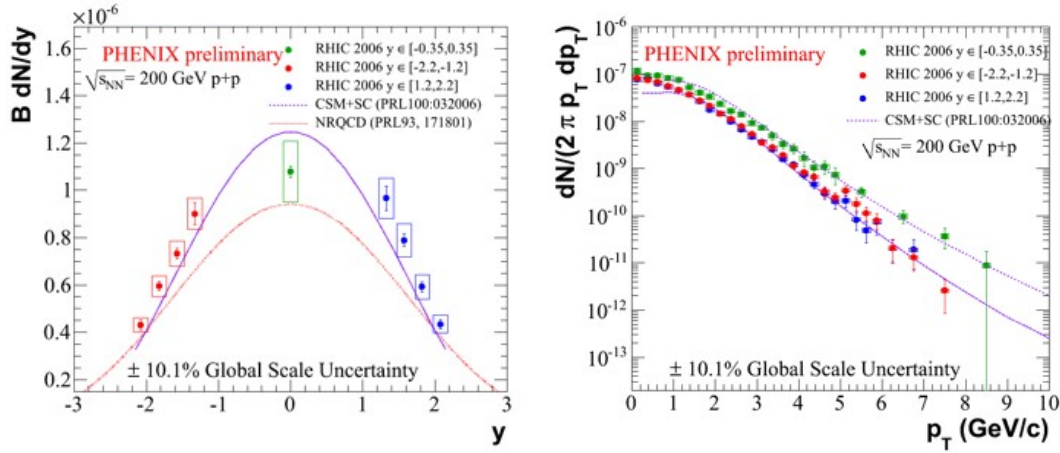 ×10⁻⁶
B dN/dy
1.6
1.4
1.2
1
0.8
0.6
0.4
0.2
PHENIX preliminary
√s_NN = 200 GeV p+p
RHIC 2006 y∈[-0.35,0.35]
RHIC 2006 y∈[-2.2,-1.2]
RHIC 2006 y∈[1.2,2.2]
CSM+SC (PRL100:032006)
NRQCD (PRL93, 171801)
± 10.1% Global Scale Uncertainty
-3 -2 -1 0 1 2 3
y
dN/(2 π p_T dp_T)
10⁻⁶
10⁻⁷
10⁻⁸
10⁻⁹
10⁻¹⁰
10⁻¹¹
10⁻¹²
10⁻¹³
PHENIX preliminary
RHIC 2006 y∈[-0.35,0.35]
RHIC 2006 y∈[-2.2,-1.2]
RHIC 2006 y∈[1.2,2.2]
CSM+SC (PRL100:032006)
√s_NN = 200 GeV p+p
± 10.1% Global Scale Uncertainty
0 1 2 3 4 5 6 7 8 9 10
p_T (GeV/c)